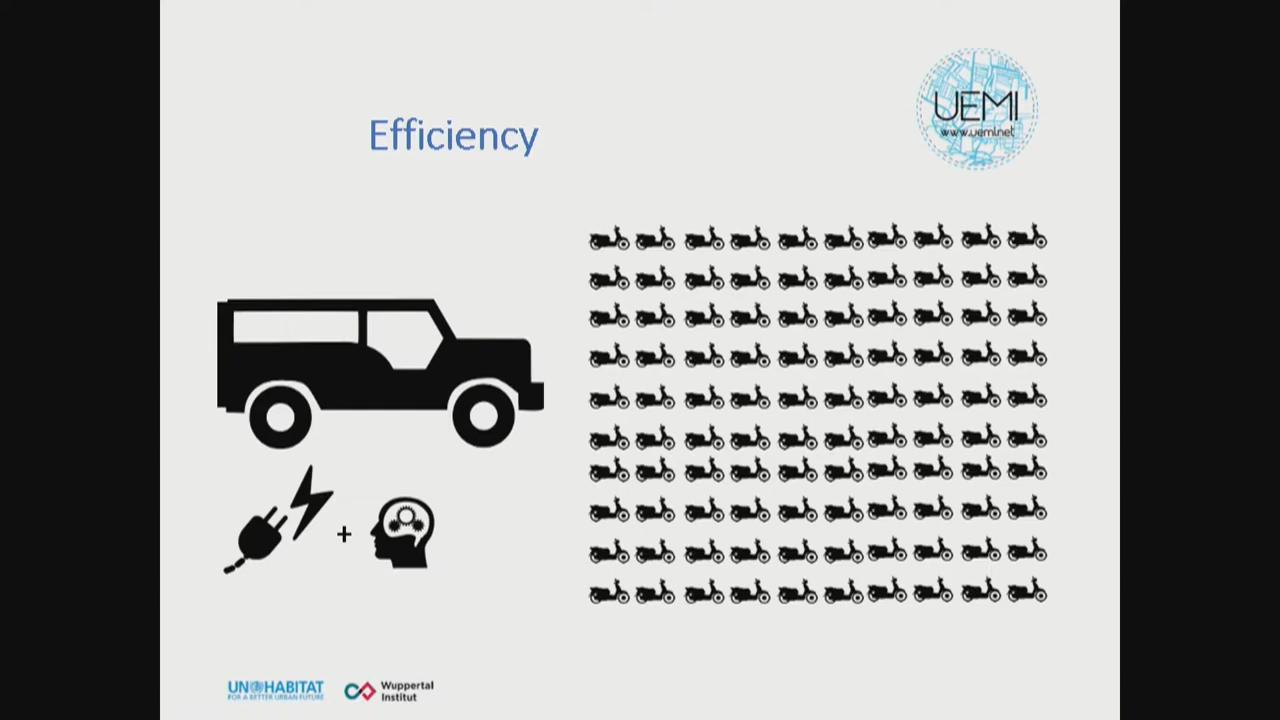 Efficiency
UEMI
www.uemi.net
+
UN HABITAT
FOR A BETTER URBAN FUTURE
Wuppertal
Institut